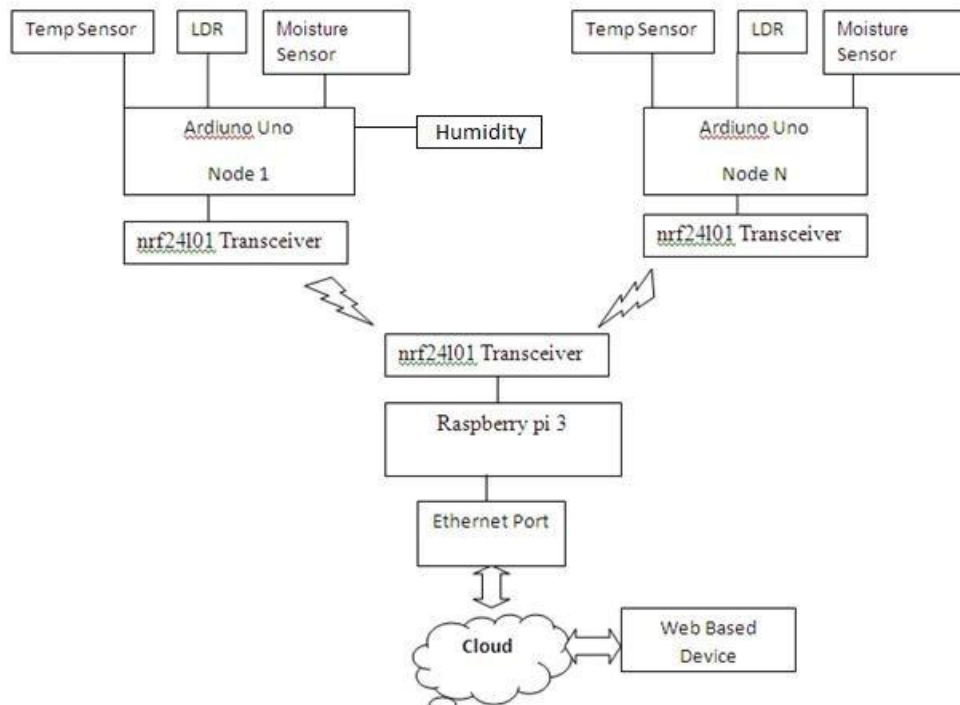 Temp Sensor
LDR
Moisture
Sensor
Temp Sensor
LDR
Moisture
Sensor
Ardiuno Uno
Node 1
Humidity
Ardiuno Uno
Node N
nrf24l01 Transceiver
nrf24l01 Transceiver
nrf24l01 Transceiver
Raspberry pi 3
Ethernet Port
Cloud
Web Based
Device